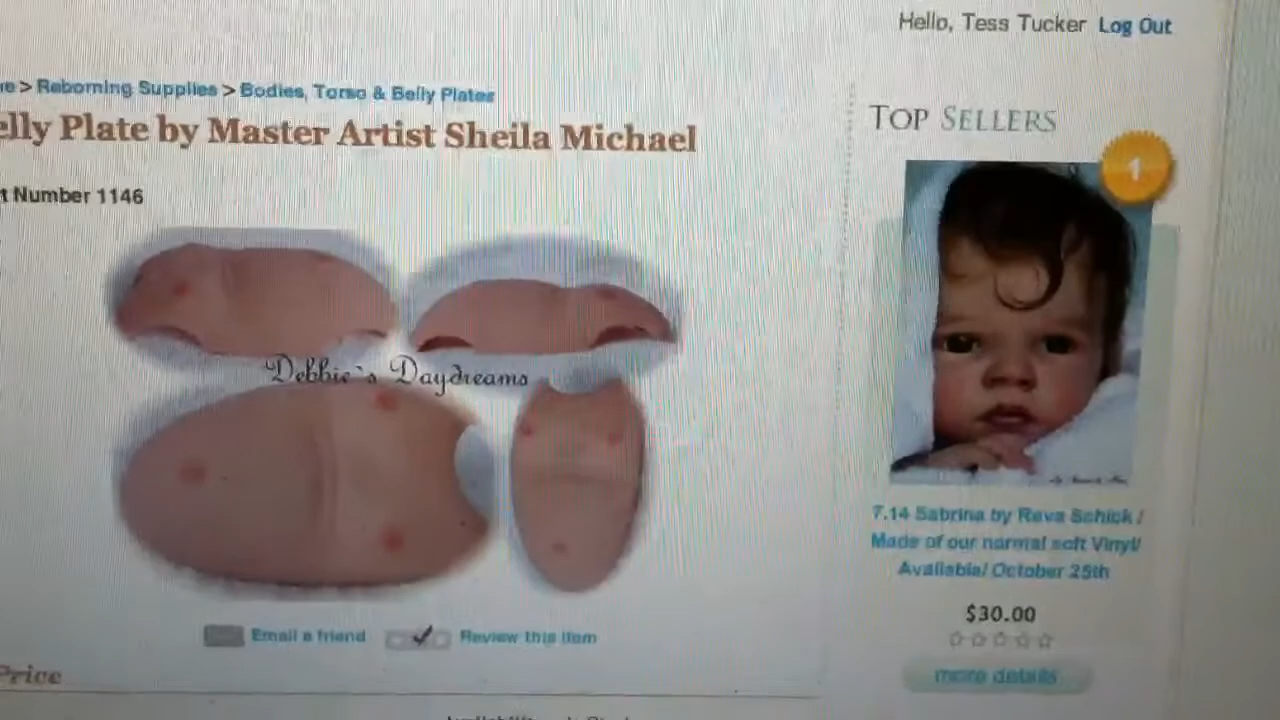 Hello, Tess Tucker Log Out
re > Reborning Supplies > Bodies, Torso & Belly Plates
elly Plate by Master Artist Sheila Michael
t Number 1146
Debbie`s Daydreams
Email a friend
Review this item
Price
TOP SELLERS
1
7.14 Sabrina by Reva Schick /
Made of our normal soft Vinyl/
Available/ October 25th
$30.00
more details